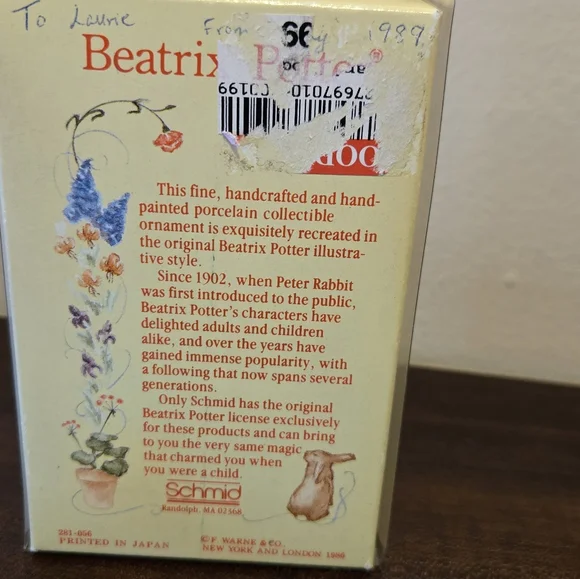 To Laurie From 1989
Beatrix Potter®
66
7697010 00199
This fine, handcrafted and hand-
painted porcelain collectible
ornament is exquisitely recreated in
the original Beatrix Potter illustra-
tive style.
Since 1902, when Peter Rabbit
was first introduced to the public,
Beatrix Potter's characters have
delighted adults and children
alike, and over the years have
gained immense popularity, with
a following that now spans several
generations.
Only Schmid has the original
Beatrix Potter license exclusively
for these products and can bring
to you the very same magic
that charmed you when
you were a child.
Schmid
Randolph, MA 02368
281-056
PRINTED IN JAPAN
© F. WARNE & CO.
NEW YORK AND LONDON 1986